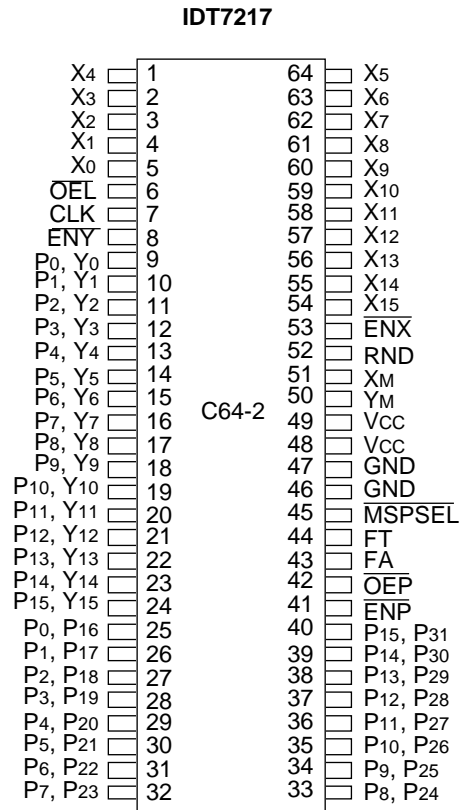 IDT7217
X4 1 64 X5
X3 2 63 X6
X2 3 62 X7
X1 4 61 X8
X0 5 60 X9
OEL 6 59 X10
CLK 7 58 X11
ENY 8 57 X12
P0, Y0 9 56 X13
P1, Y1 10 55 X14
P2, Y2 11 54 X15
P3, Y3 12 53 ENX
P4, Y4 13 52 RND
P5, Y5 14 51 XM
P6, Y6 15 50 YM
C64-2
P7, Y7 16 49 VCC
P8, Y8 17 48 VCC
P9, Y9 18 47 GND
P10, Y10 19 46 GND
P11, Y11 20 45 MSPSEL
P12, Y12 21 44 FT
P13, Y13 22 43 FA
P14, Y14 23 42 OEP
P15, Y15 24 41 ENP
P0, P16 25 40 P15, P31
P1, P17 26 39 P14, P30
P2, P18 27 38 P13, P29
P3, P19 28 37 P12, P28
P4, P20 29 36 P11, P27
P5, P21 30 35 P10, P26
P6, P22 31 34 P9, P25
P7, P23 32 33 P8, P24